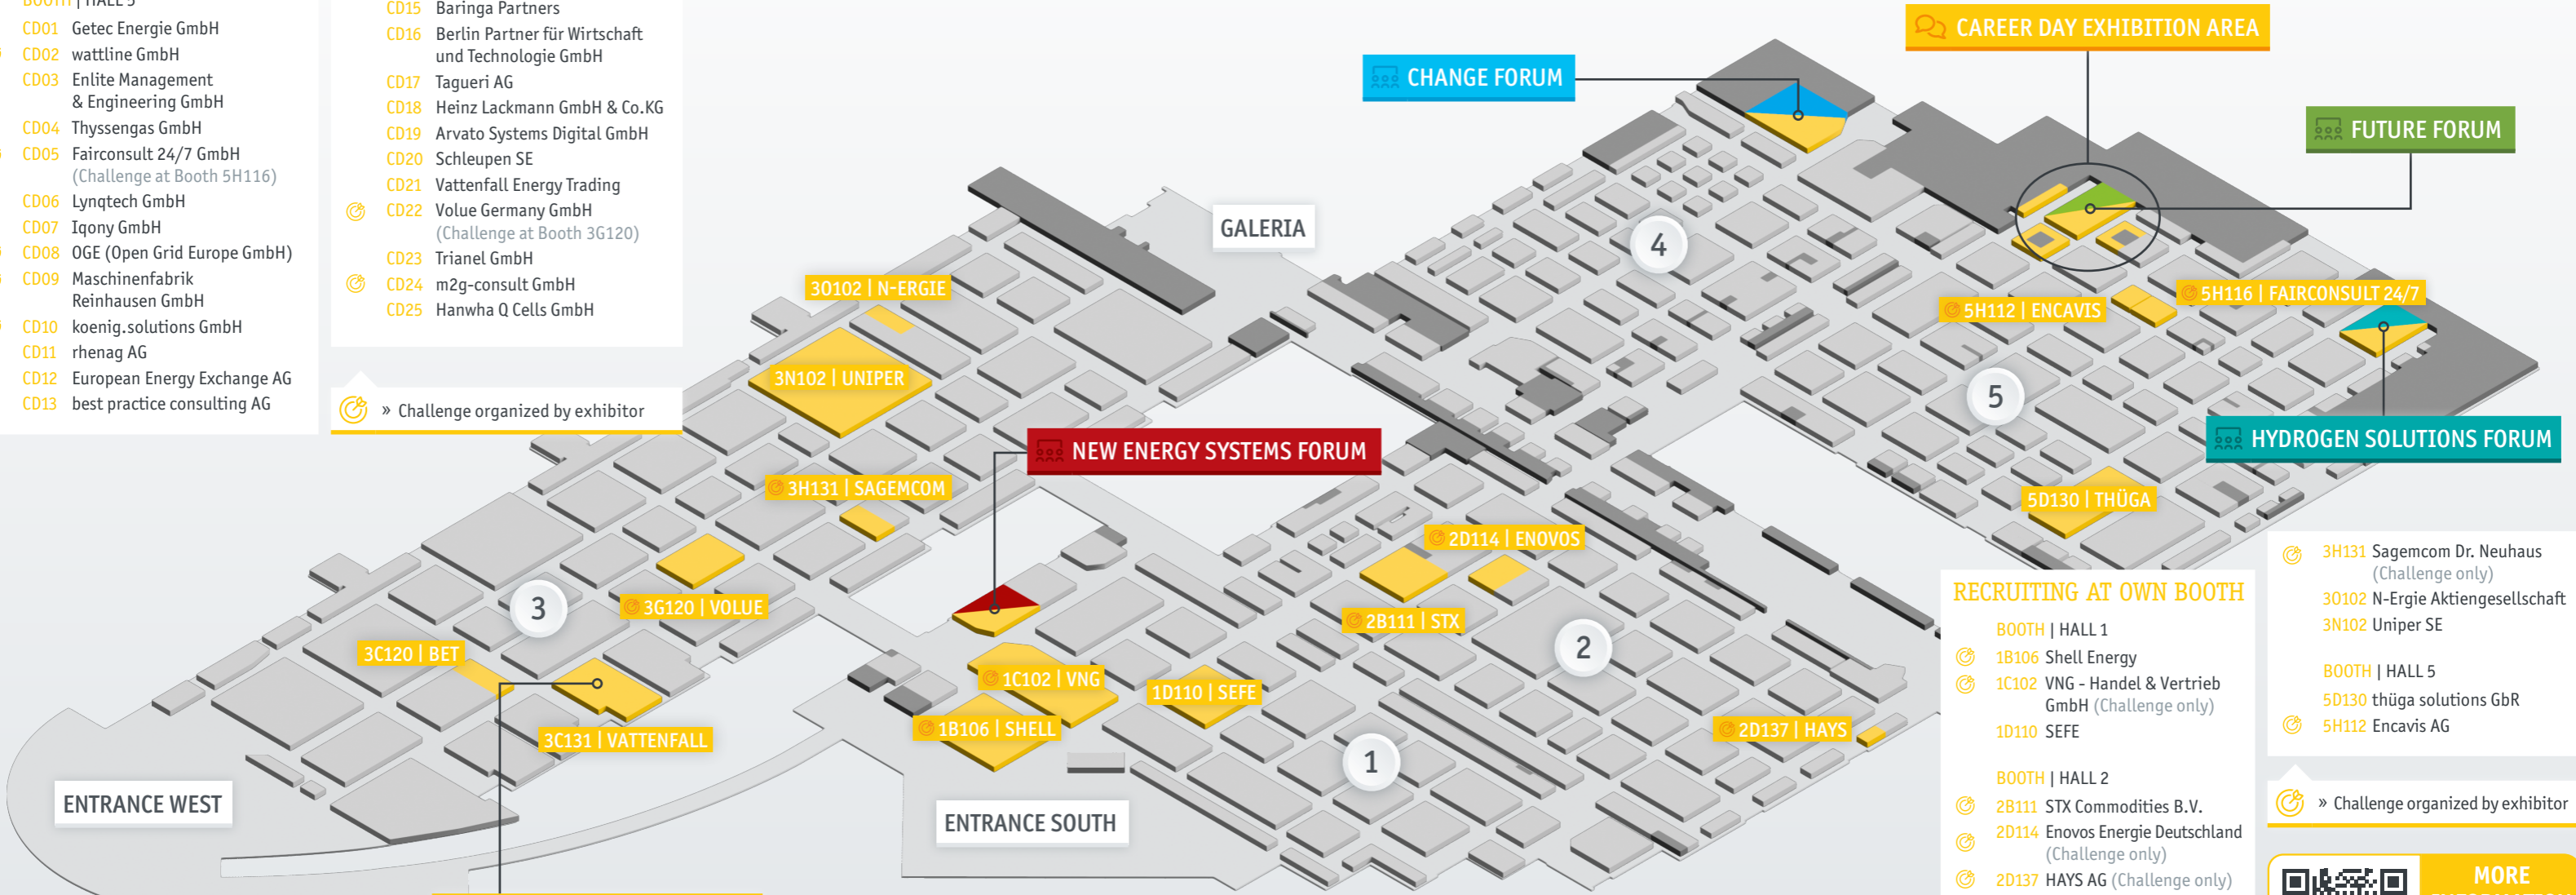 BOOTH | HALL 5
CD01 Getec Energie GmbH
CD02 wattline GmbH
CD03 Enlite Management
& Engineering GmbH
CD04 Thyssengas GmbH
CD05 Fairconsult 24/7 GmbH
(Challenge at Booth 5H116)
CD06 Lynqtech GmbH
CD07 Iqony GmbH
CD08 OGE (Open Grid Europe GmbH)
CD09 Maschinenfabrik
Reinhausen GmbH
CD10 koenig.solutions GmbH
CD11 rhenag AG
CD12 European Energy Exchange AG
CD13 best practice consulting AG
CD15 Baringa Partners
CD16 Berlin Partner für Wirtschaft
und Technologie GmbH
CD17 Tagueri AG
CD18 Heinz Lackmann GmbH & Co.KG
CD19 Arvato Systems Digital GmbH
CD20 Schleupen SE
CD21 Vattenfall Energy Trading
CD22 Volue Germany GmbH
(Challenge at Booth 3G120)
CD23 Trianel GmbH
CD24 m2g-consult GmbH
CD25 Hanwha Q Cells GmbH
» Challenge organized by exhibitor
CAREER DAY EXHIBITION AREA
CHANGE FORUM
FUTURE FORUM
GALERIA
4
3O102 | N-ERGIE
5H116 | FAIRCONSULT 24/7
5H112 | ENCAVIS
3N102 | UNIPER
5
NEW ENERGY SYSTEMS FORUM
HYDROGEN SOLUTIONS FORUM
3H131 | SAGEMCOM
5D130 | THÜGA
2D114 | ENOVOS
3
3G120 | VOLUE
2B111 | STX
2
3C120 | BET
1C102 | VNG
1D110 | SEFE
1B106 | SHELL
2D137 | HAYS
3C131 | VATTENFALL
1
ENTRANCE WEST
ENTRANCE SOUTH
RECRUITING AT OWN BOOTH
BOOTH | HALL 1
1B106 Shell Energy
1C102 VNG - Handel & Vertrieb
GmbH (Challenge only)
1D110 SEFE
BOOTH | HALL 2
2B111 STX Commodities B.V.
2D114 Enovos Energie Deutschland
(Challenge only)
2D137 HAYS AG (Challenge only)
3H131 Sagemcom Dr. Neuhaus
(Challenge only)
3O102 N-Ergie Aktiengesellschaft
3N102 Uniper SE
BOOTH | HALL 5
5D130 thüga solutions GbR
5H112 Encavis AG
» Challenge organized by exhibitor
MORE